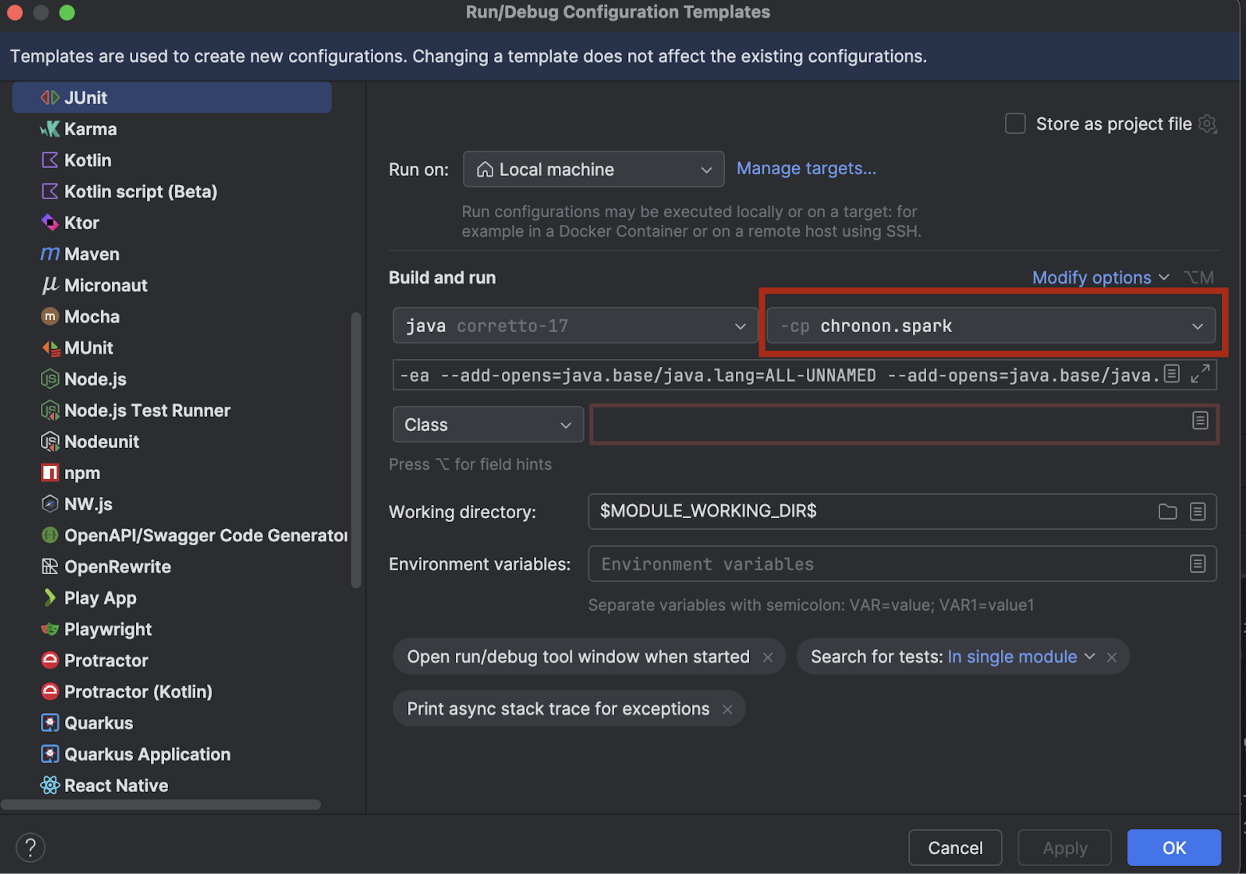 Run/Debug Configuration Templates
Templates are used to create new configurations. Changing a template does not affect the existing configurations.
JUnit
Karma
Kotlin
Kotlin script (Beta)
Ktor
Maven
Micronaut
Mocha
MUnit
Node.js
Node.js Test Runner
Nodeunit
npm
NW.js
OpenAPI/Swagger Code Generator
OpenRewrite
Play App
Playwright
Protractor
Protractor (Kotlin)
Quarkus
Quarkus Application
React Native
Store as project file
Run on: Local machine Manage targets...
Run configurations may be executed locally or on a target: for
example in a Docker Container or on a remote host using SSH.
Build and run Modify options ⌥M
java corretto-17 -cp chronon.spark
-ea --add-opens=java.base/java.lang=ALL-UNNAMED --add-opens=java.base/java.
Class
Press ⌥ for field hints
Working directory: $MODULE_WORKING_DIR$
Environment variables: Environment variables
Separate variables with semicolon: VAR=value; VAR1=value1
Open run/debug tool window when started × Search for tests: In single module ×
Print async stack trace for exceptions ×
? Cancel Apply OK